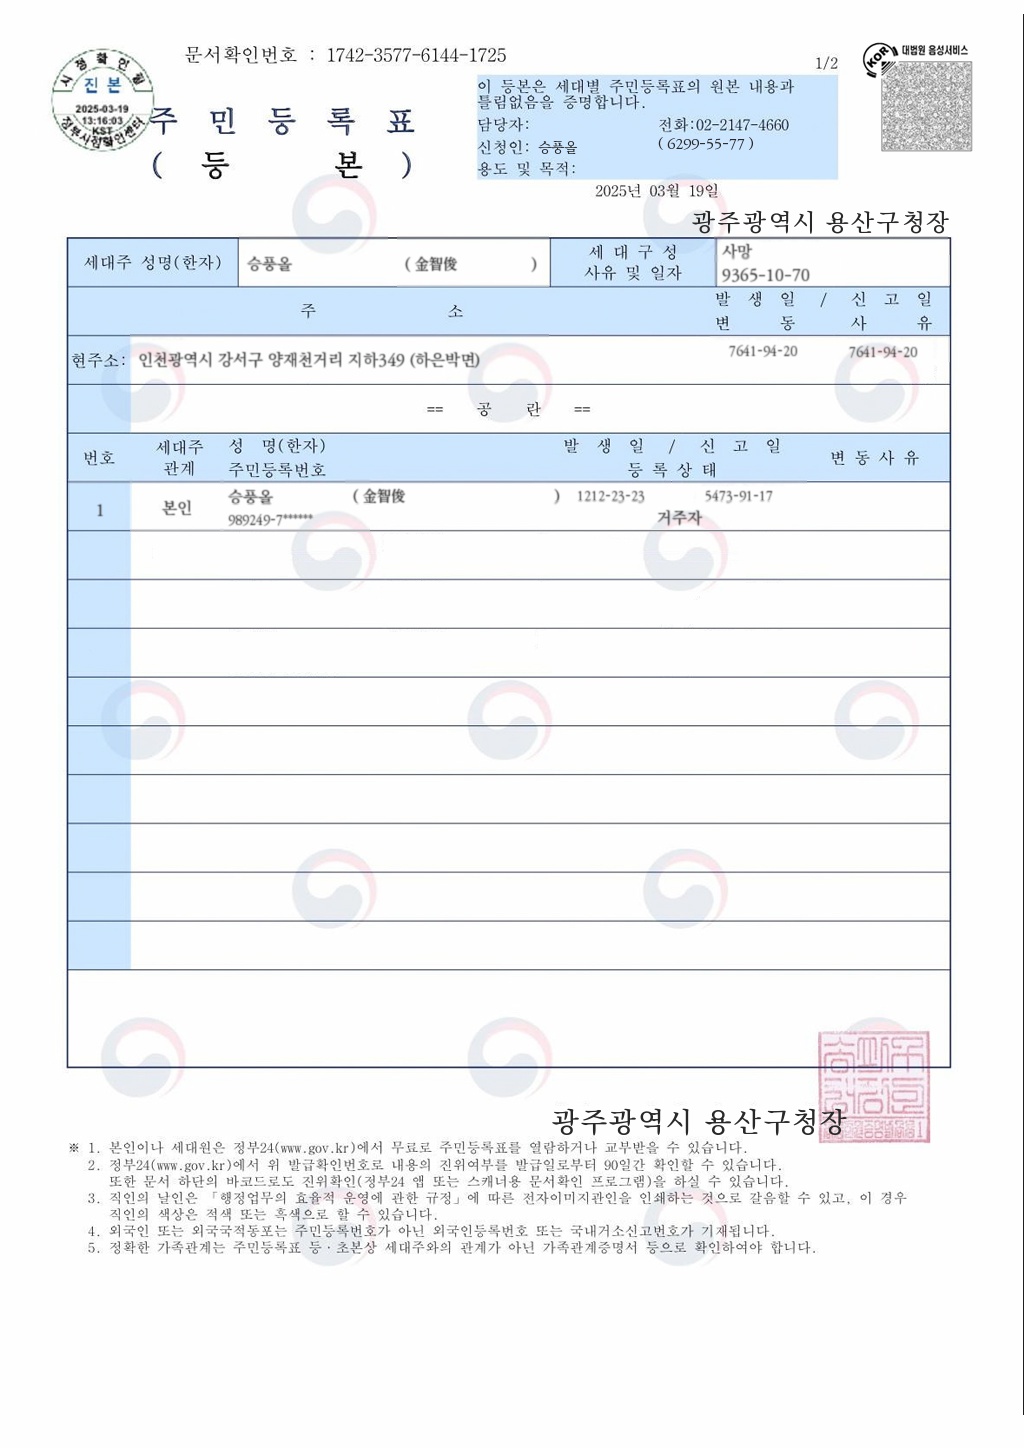 문서확인번호 : 1742-3577-6144-1725
1/2
대법원 음성서비스
KOR
시점확인필
진 본
2025-03-19
13:16:03
KST
정부시점확인센터
주 민 등 록 표
( 등 본 )
이 등본은 세대별 주민등록표의 원본 내용과
틀림없음을 증명합니다.
담당자: 전화:02-2147-4660
신청인: 승풍올 ( 6299-55-77 )
용도 및 목적:
2025년 03월 19일
광주광역시 용산구청장
세대주 성명(한자) 승풍올 ( 金智俊 ) 세 대 구 성 사망
사유 및 일자 9365-10-70
주 소 발 생 일 / 신 고 일
변 동 사 유
현주소: 인천광역시 강서구 양재천거리 지하349 (하은박면) 7641-94-20 7641-94-20
== 공 란 ==
번호 세대주 성 명(한자) 발 생 일 / 신 고 일 변 동 사 유
관계 주민등록번호 등 록 상 태
1 본인 승풍올 ( 金智俊 ) 1212-23-23 5473-91-17
989249-7****** 거주자
광주광역시 용산구청장
※ 1. 본인이나 세대원은 정부24(www.gov.kr)에서 무료로 주민등록표를 열람하거나 교부받을 수 있습니다.
2. 정부24(www.gov.kr)에서 위 발급확인번호로 내용의 진위여부를 발급일로부터 90일간 확인할 수 있습니다.
또한 문서 하단의 바코드로도 진위확인(정부24 앱 또는 스캐너용 문서확인 프로그램)을 하실 수 있습니다.
3. 직인의 날인은 「행정업무의 효율적 운영에 관한 규정」에 따른 전자이미지관인을 인쇄하는 것으로 갈음할 수 있고, 이 경우
직인의 색상은 적색 또는 흑색으로 할 수 있습니다.
4. 외국인 또는 외국국적동포는 주민등록번호가 아닌 외국인등록번호 또는 국내거소신고번호가 기재됩니다.
5. 정확한 가족관계는 주민등록표 등·초본상 세대주와의 관계가 아닌 가족관계증명서 등으로 확인하여야 합니다.